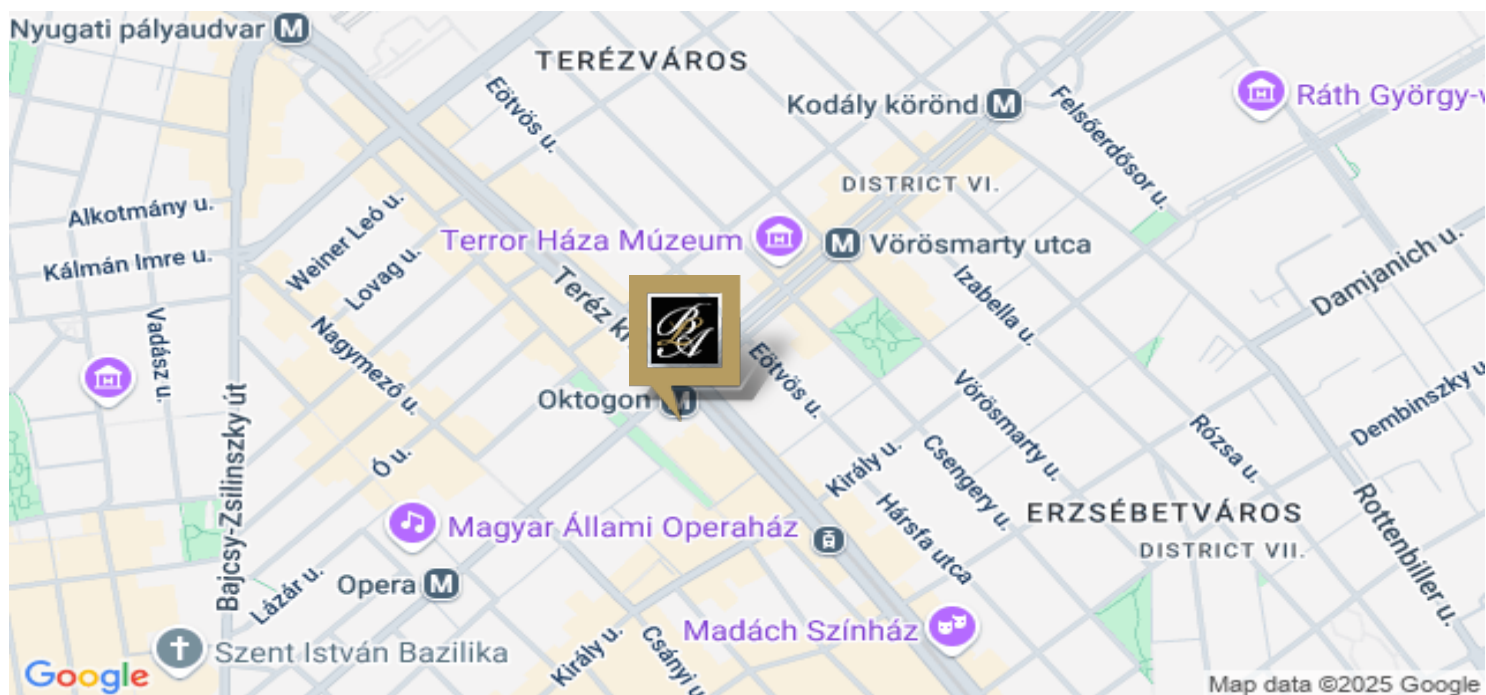 Nyugati pályaudvar M
TERÉZVÁROS
Eötvös u.
Kodály körönd M
Felsőerdősor u.
Ráth György-v
DISTRICT VI.
Alkotmány u.
Weiner Leó u.
Terror Háza Múzeum
M Vörösmarty utca
Kálmán Imre u.
Lovag u.
Izabella u.
Damjanich u.
Teréz k
Vadász u.
Nagymező u.
Eötvös u.
Oktogon M
Vörösmarty u.
Dembinszky u
Bajcsy-Zsilinszky út
Ó u.
Király u.
Csengery u.
Rózsa u.
Rottenbiller u.
Magyar Állami Operaház
Hársfa utca
ERZSÉBETVÁROS
DISTRICT VII.
Opera M
Lázár u.
Madách Színház
Király u.
Csányi u
Szent István Bazilika
Google
Map data ©2025 Google